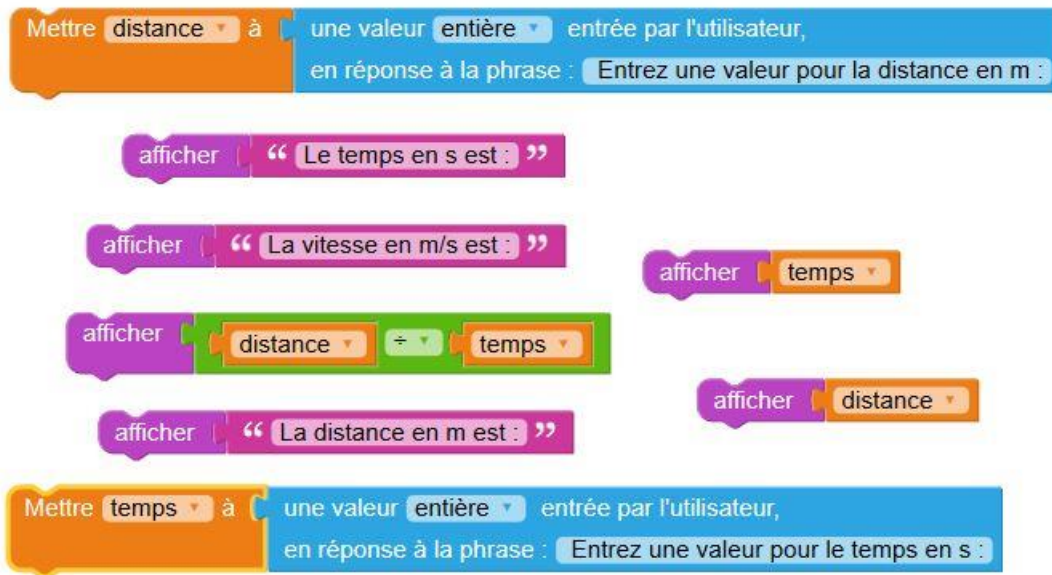 Mettre distance à une valeur entière entrée par l'utilisateur,
en réponse à la phrase : Entrez une valeur pour la distance en m :
afficher “ Le temps en s est : ”
afficher “ La vitesse en m/s est : ”
afficher temps
afficher distance ÷ temps
afficher distance
afficher “ La distance en m est : ”
Mettre temps à une valeur entière entrée par l'utilisateur,
en réponse à la phrase : Entrez une valeur pour le temps en s :